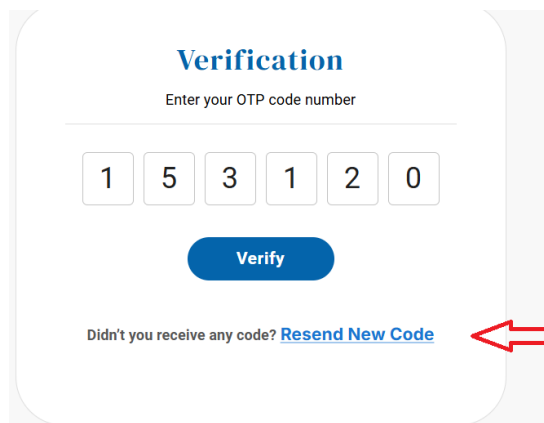 Verification
Enter your OTP code number
1 5 3 1 2 0
Verify
Didn't you receive any code? Resend New Code